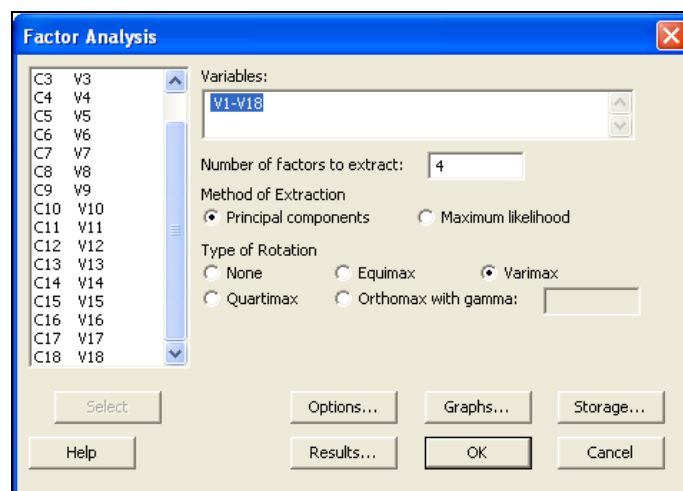 Factor Analysis
C3 V3
C4 V4
C5 V5
C6 V6
C7 V7
C8 V8
C9 V9
C10 V10
C11 V11
C12 V12
C13 V13
C14 V14
C15 V15
C16 V16
C17 V17
C18 V18
Variables:
V1-V18
Number of factors to extract: 4
Method of Extraction
Principal components Maximum likelihood
Type of Rotation
None Equimax Varimax
Quartimax Orthomax with gamma:
Select Options... Graphs... Storage...
Help Results... OK Cancel